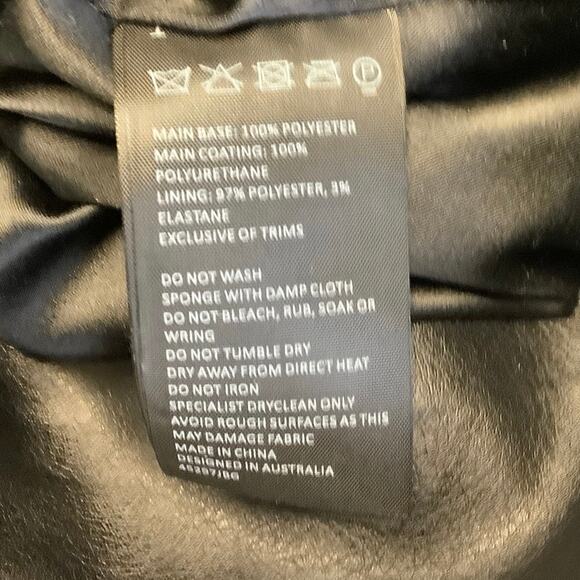 MAIN BASE: 100% POLYESTER
MAIN COATING: 100%
POLYURETHANE
LINING: 97% POLYESTER, 3%
ELASTANE
EXCLUSIVE OF TRIMS
DO NOT WASH
SPONGE WITH DAMP CLOTH
DO NOT BLEACH, RUB, SOAK OR
WRING
DO NOT TUMBLE DRY
DRY AWAY FROM DIRECT HEAT
DO NOT IRON
SPECIALIST DRYCLEAN ONLY
AVOID ROUGH SURFACES AS THIS
MAY DAMAGE FABRIC
MADE IN CHINA
DESIGNED IN AUSTRALIA